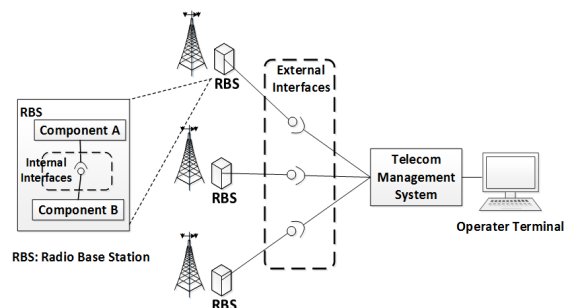 RBS
External
Interfaces
RBS
Component A
Internal
Interfaces
Component B
RBS
Telecom
Management
System
Operater Terminal
RBS: Radio Base Station
RBS